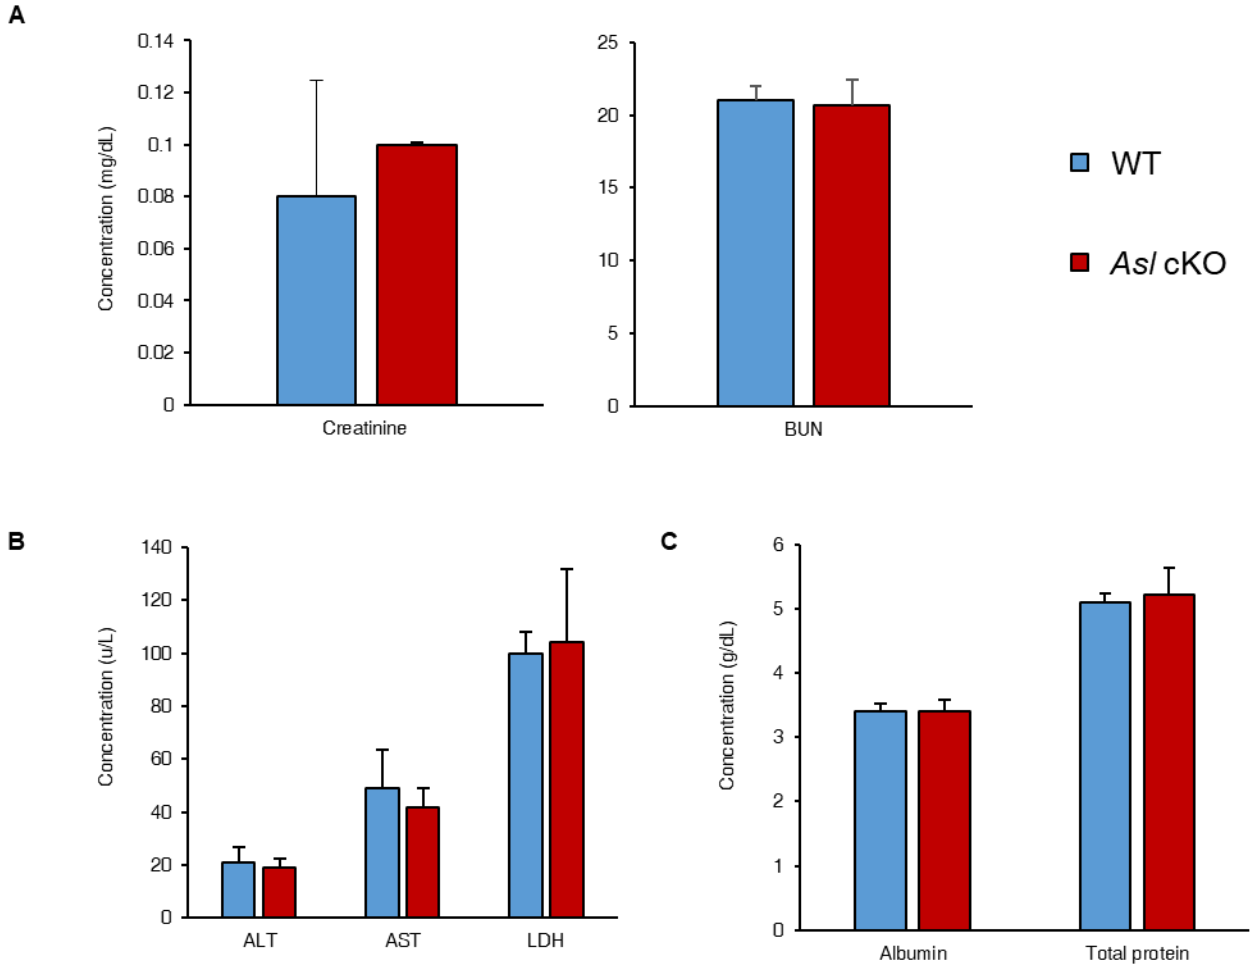 A
0.14
0.12
0.1
0.08
0.06
0.04
0.02
0
Concentration (mg/dL)
Creatinine
25
20
15
10
5
0
BUN
WT
Asl cKO
B
140
120
100
80
60
40
20
0
Concentration (u/L)
ALT AST LDH
C
6
5
4
3
2
1
0
Concentration (g/dL)
Albumin Total protein